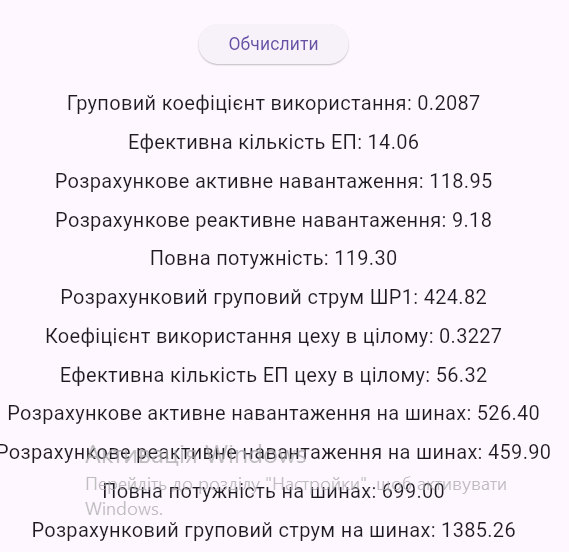 Обчислити
Груповий коефіцієнт використання: 0.2087
Ефективна кількість ЕП: 14.06
Розрахункове активне навантаження: 118.95
Розрахункове реактивне навантаження: 9.18
Повна потужність: 119.30
Розрахунковий груповий струм ШР1: 424.82
Коефіцієнт використання цеху в цілому: 0.3227
Ефективна кількість ЕП цеху в цілому: 56.32
Розрахункове активне навантаження на шинах: 526.40
Розрахункове реактивне навантаження на шинах: 459.90
Активація Windows
Перейдіть до розділу "Настройки", щоб активувати
Windows.
Повна потужність на шинах: 699.00
Розрахунковий груповий струм на шинах: 1385.26